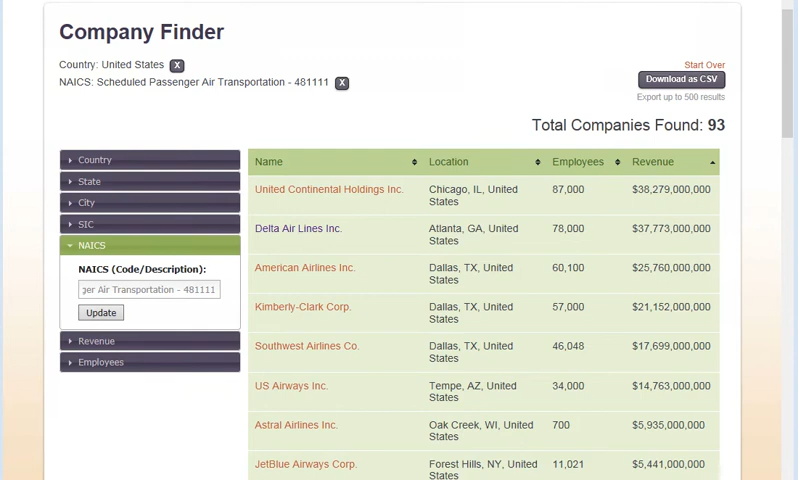 Company Finder
Country: United States X
NAICS: Scheduled Passenger Air Transportation - 481111 X
Start Over
Download as CSV
Export up to 500 results
Total Companies Found: 93
Country
State
City
SIC
NAICS
NAICS (Code/Description):
ger Air Transportation - 481111
Update
Revenue
Employees
Name Location Employees Revenue
United Continental Holdings Inc. Chicago, IL, United 87,000 $38,279,000,000
States
Delta Air Lines Inc. Atlanta, GA, United 78,000 $37,773,000,000
States
American Airlines Inc. Dallas, TX, United 60,100 $25,760,000,000
States
Kimberly-Clark Corp. Dallas, TX, United 57,000 $21,152,000,000
States
Southwest Airlines Co. Dallas, TX, United 46,048 $17,699,000,000
States
US Airways Inc. Tempe, AZ, United 34,000 $14,763,000,000
States
Astral Airlines Inc. Oak Creek, WI, United 700 $5,935,000,000
States
JetBlue Airways Corp. Forest Hills, NY, United 11,021 $5,441,000,000
States